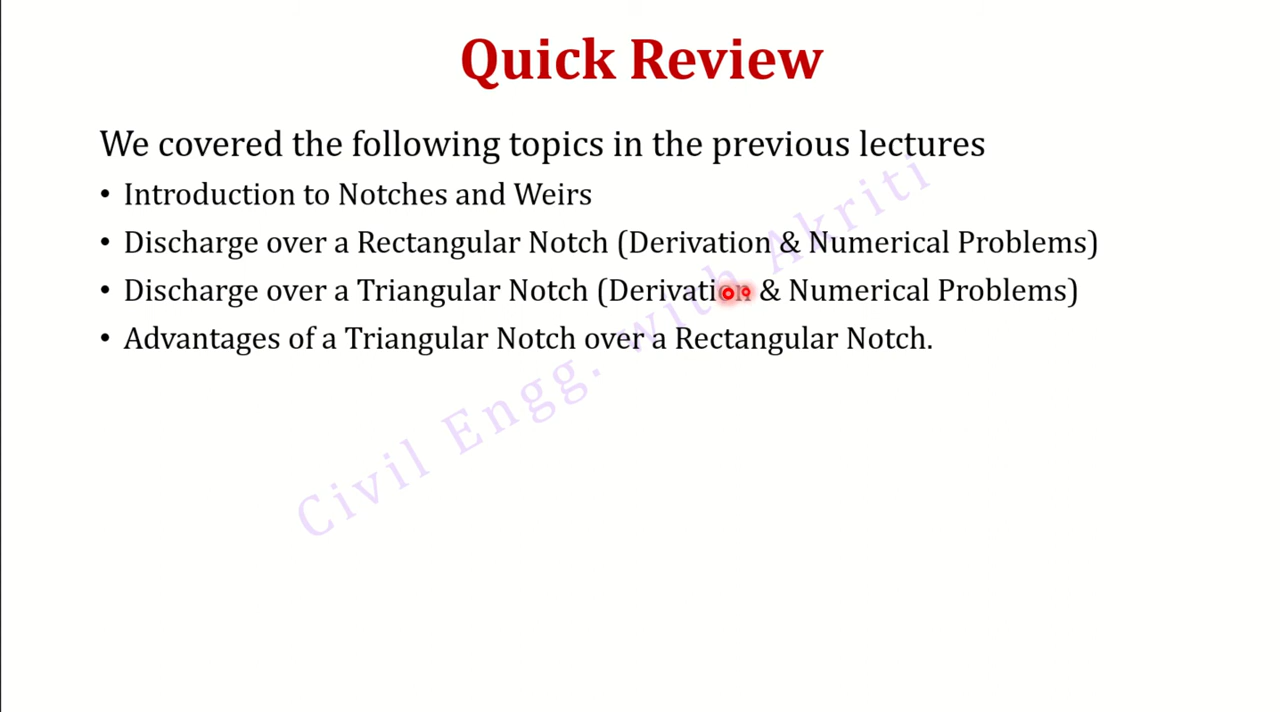 Quick Review
We covered the following topics in the previous lectures
• Introduction to Notches and Weirs
• Discharge over a Rectangular Notch (Derivation & Numerical Problems)
• Discharge over a Triangular Notch (Derivation & Numerical Problems)
• Advantages of a Triangular Notch over a Rectangular Notch.
Civil Engg. with Akriti